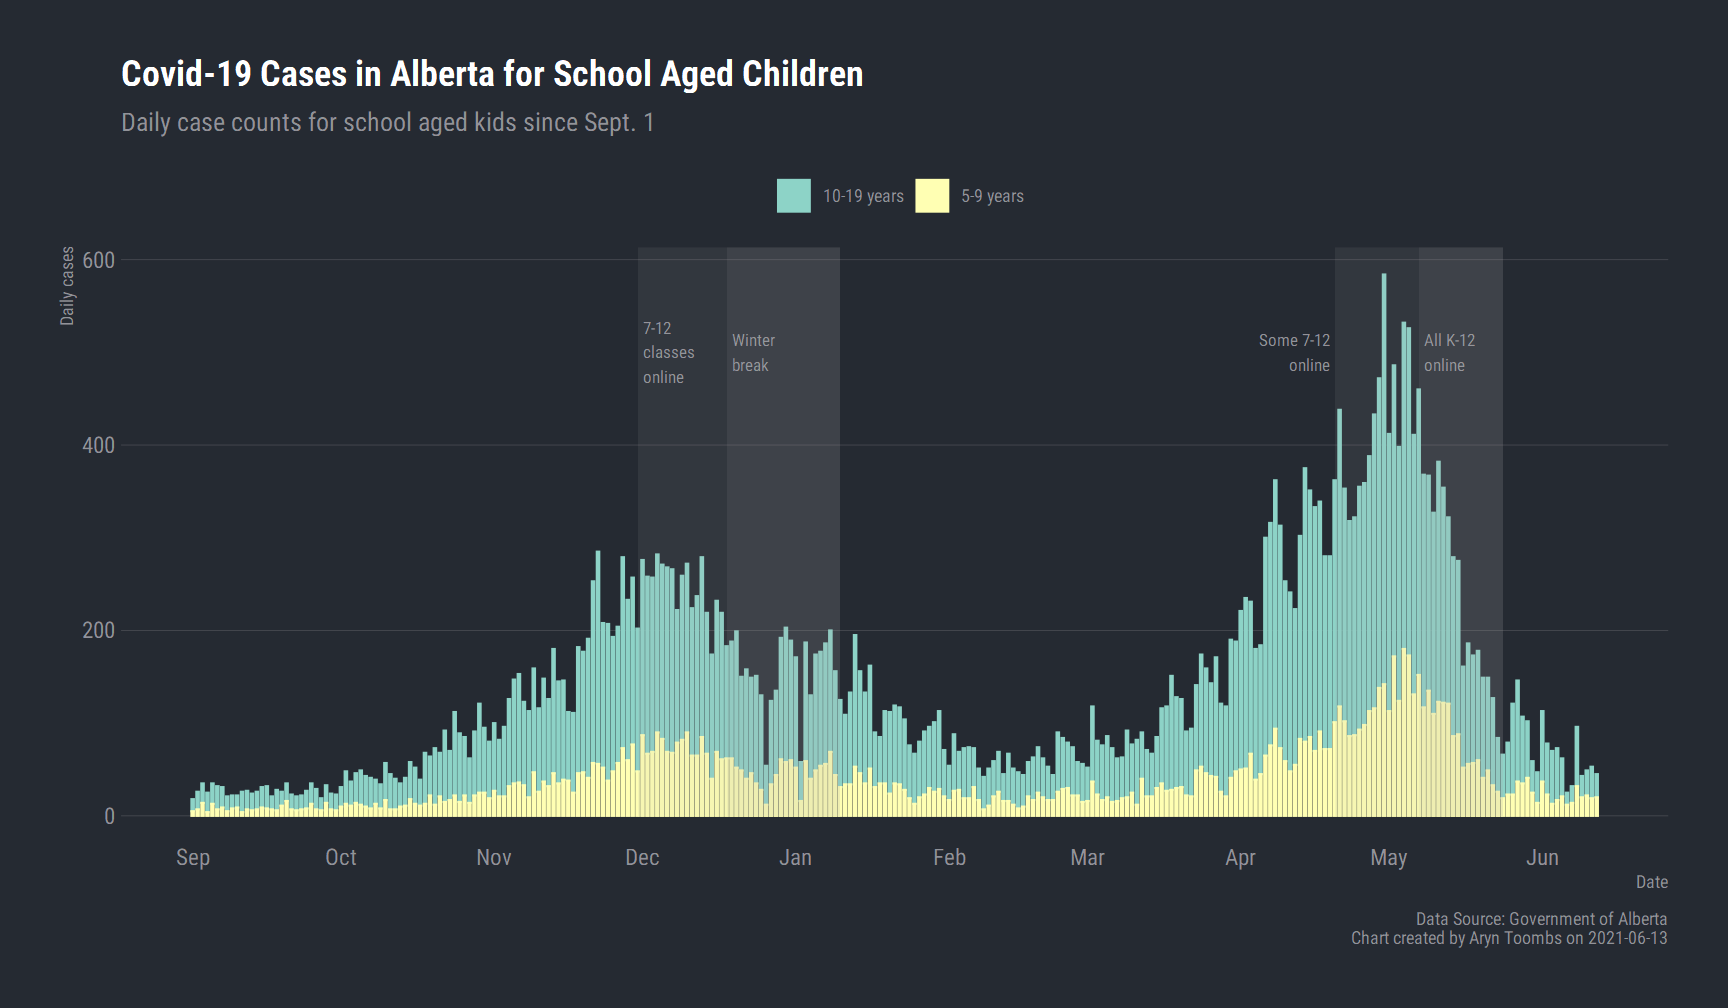 Covid-19 Cases in Alberta for School Aged Children
Daily case counts for school aged kids since Sept. 1
10-19 years
5-9 years
Daily cases
600
400
200
0
7-12
classes
online
Winter
break
Some 7-12
online
All K-12
online
Sep
Oct
Nov
Dec
Jan
Feb
Mar
Apr
May
Jun
Date
Data Source: Government of Alberta
Chart created by Aryn Toombs on 2021-06-13